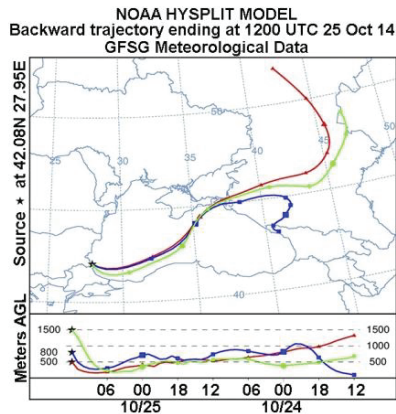 NOAA HYSPLIT MODEL
Backward trajectory ending at 1200 UTC 25 Oct 14
GFSG Meteorological Data
Source ★ at 42.08N 27.95E
25
30
35
40
45
50
50
45
40
Meters AGL
1500
800
500
1500
1000
500
06 00 18 12 06 00 18 12
10/25 10/24